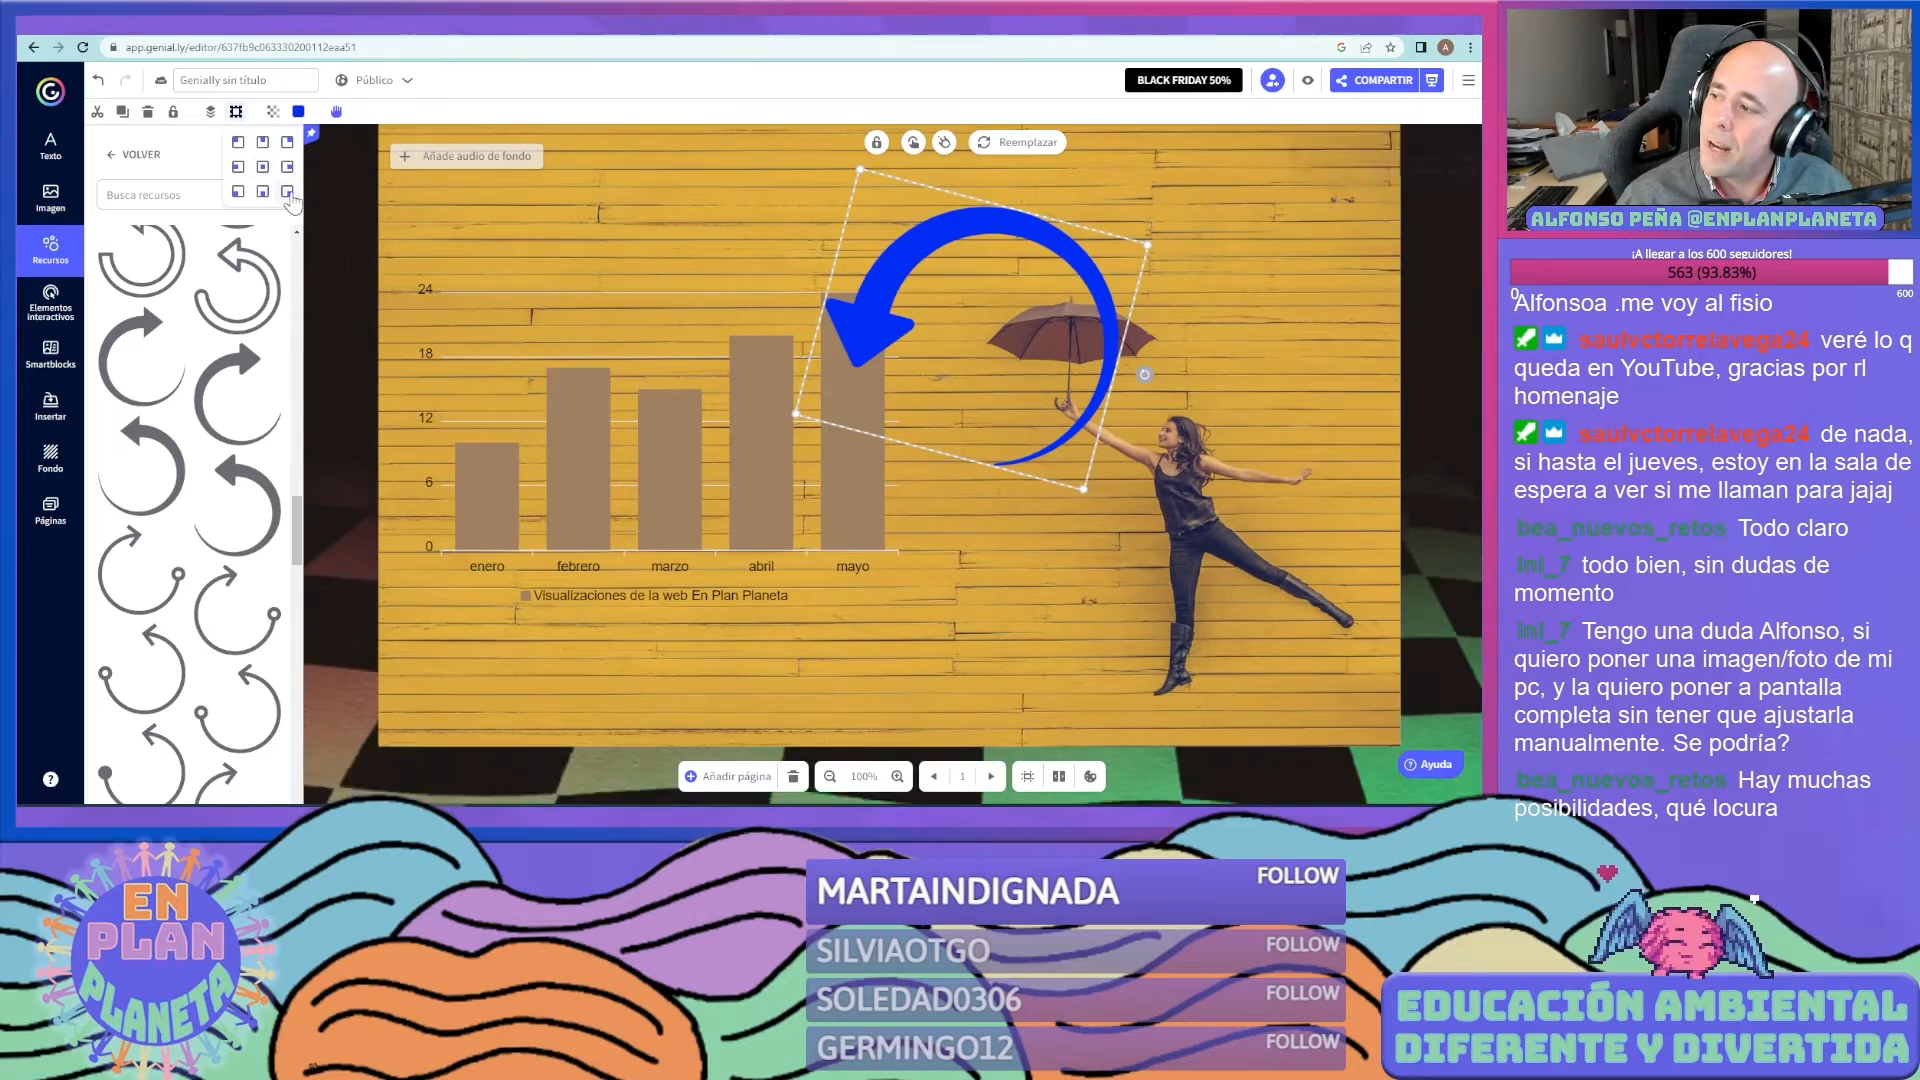 app.genial.ly/editor/637fb9c063330200112eaa51
Genially sin título
Público
BLACK FRIDAY 50%
COMPARTIR
Texto
Imagen
Recursos
Elementos
interactivos
Smartblocks
Insertar
Fondo
Páginas
VOLVER
Busca recursos
Añade audio de fondo
Reemplazar
24
18
12
6
0
enero
febrero
marzo
abril
mayo
Visualizaciones de la web En Plan Planeta
Añadir página
100%
1
Ayuda
ALFONSO PEÑA @ENPLANPLANETA
¡A llegar a los 600 seguidores!
563 (93.83%)
0
600
Alfonsoa .me voy al fisio
saulvctorrelavega24 veré lo q
queda en YouTube, gracias por rl
homenaje
saulvctorrelavega24 de nada,
si hasta el jueves, estoy en la sala de
espera a ver si me llaman para jajaj
bea_nuevos_retos Todo claro
inl_7 todo bien, sin dudas de
momento
inl_7 Tengo una duda Alfonso, si
quiero poner una imagen/foto de mi
pc, y la quiero poner a pantalla
completa sin tener que ajustarla
manualmente. Se podría?
bea_nuevos_retos Hay muchas
posibilidades, qué locura
EN
PLAN
PLANETA
MARTAINDIGNADA FOLLOW
SILVIAOTGO FOLLOW
SOLEDAD0306 FOLLOW
GERMINGO12 FOLLOW
EDUCACIÓN AMBIENTAL
DIFERENTE Y DIVERTIDA